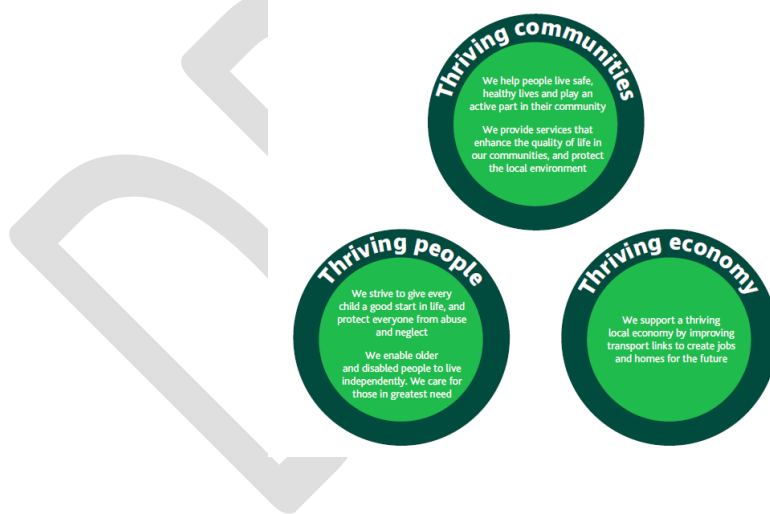 Thriving communities
We help people live safe,
healthy lives and play an
active part in their community
We provide services that
enhance the quality of life in
our communities, and protect
the local environment
Thriving people
We strive to give every
child a good start in life, and
protect everyone from abuse
and neglect
We enable older
and disabled people to live
independently. We care for
those in greatest need
Thriving economy
We support a thriving
local economy by improving
transport links to create jobs
and homes for the future